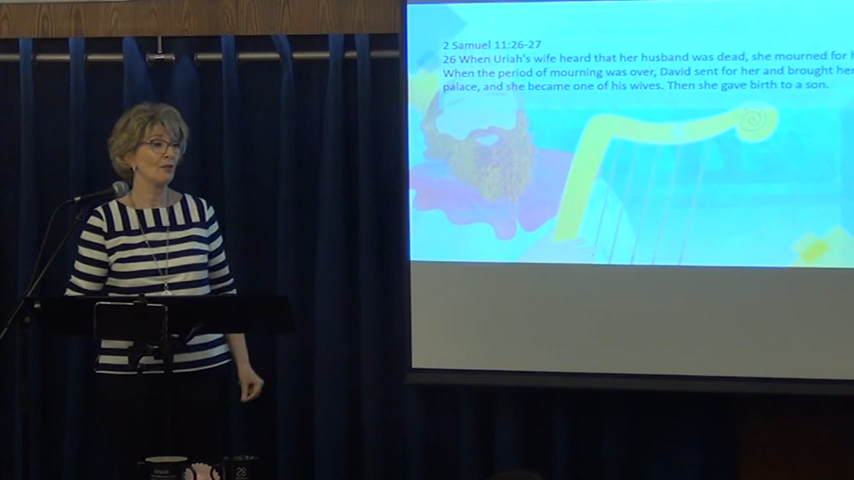 2 Samuel 11:26-27
26 When Uriah's wife heard that her husband was dead, she mourned for
When the period of mourning was over, David sent for her and brought her
palace, and she became one of his wives. Then she gave birth to a son.
28